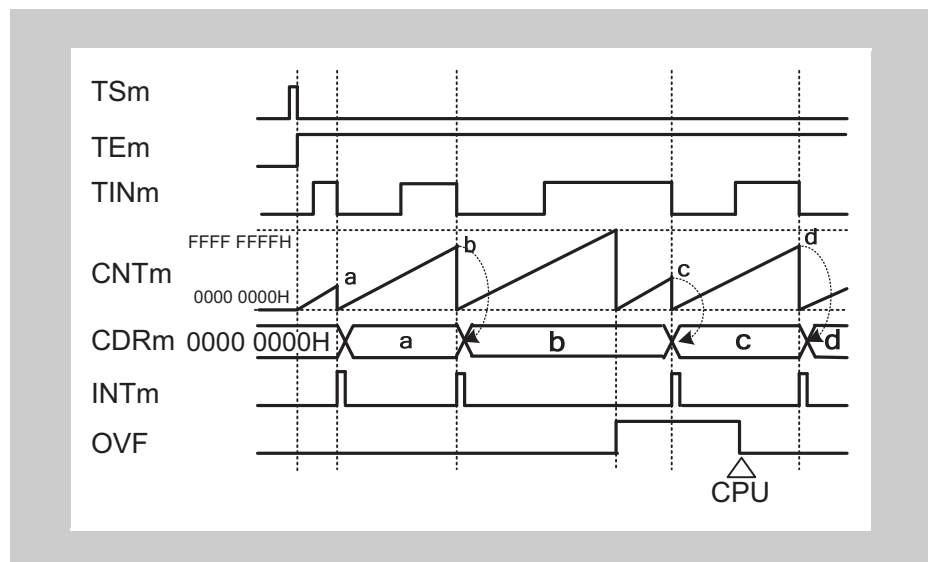 TSm
TEm
TINm
FFFF FFFFH
b
d
CNTm
a
c
0000 0000H
CDRm 0000 0000H a b c d
INTm
OVF
CPU